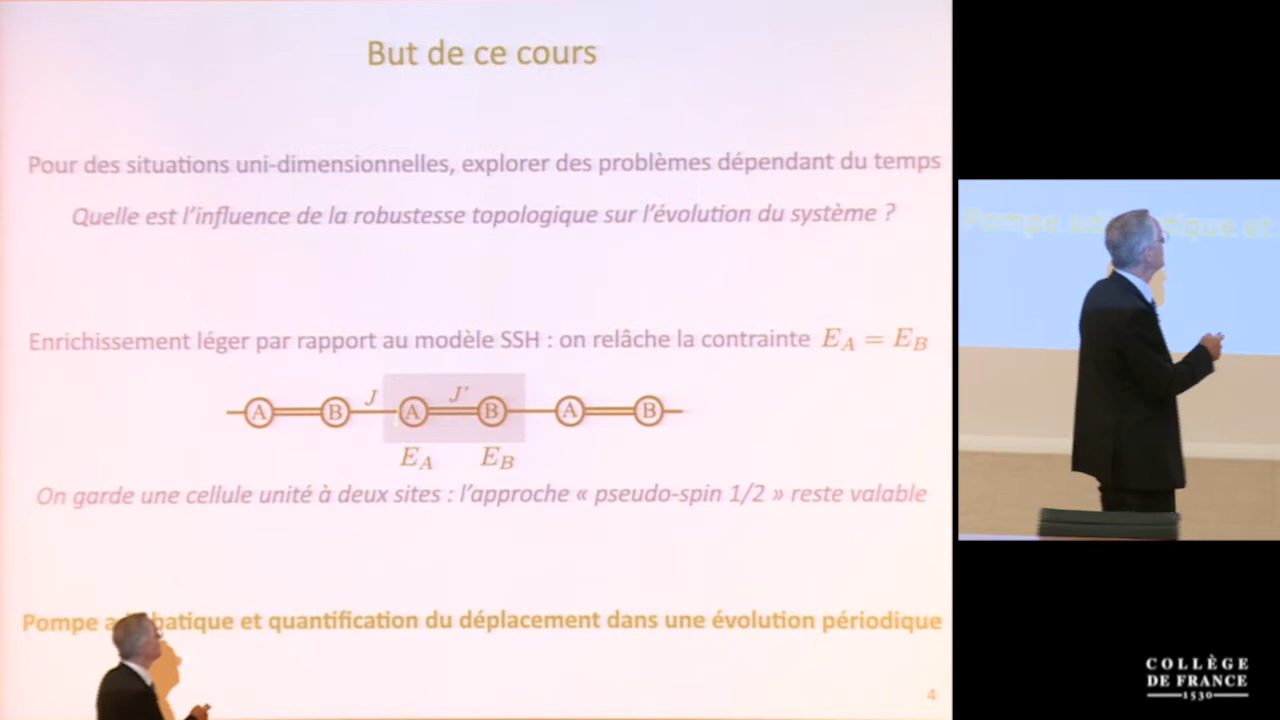 But de ce cours
Pour des situations uni-dimensionnelles, explorer des problèmes dépendant du temps
Quelle est l'influence de la robustesse topologique sur l'évolution du système ?
Enrichissement léger par rapport au modèle SSH : on relâche la contrainte E_A = E_B
J J'
A B A B A B
E_A E_B
On garde une cellule unité à deux sites : l'approche « pseudo-spin 1/2 » reste valable
Pompe et quantification du déplacement dans une évolution périodique
4
Pompe et
COLLÈGE
DE FRANCE
1530